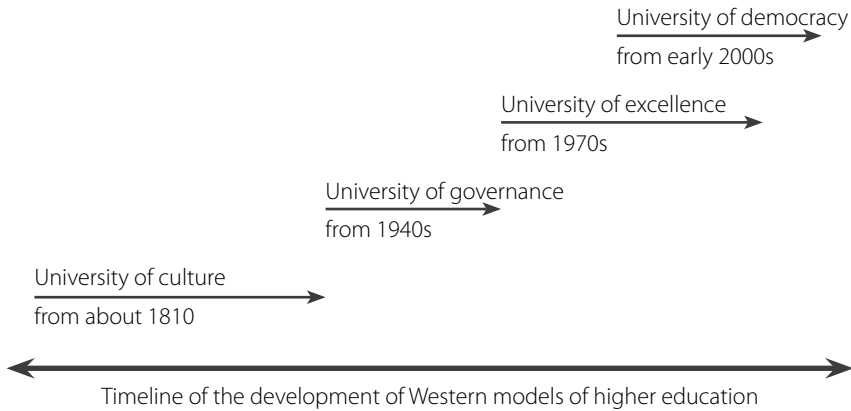 University of democracy
from early 2000s
University of excellence
from 1970s
University of governance
from 1940s
University of culture
from about 1810
Timeline of the development of Western models of higher education